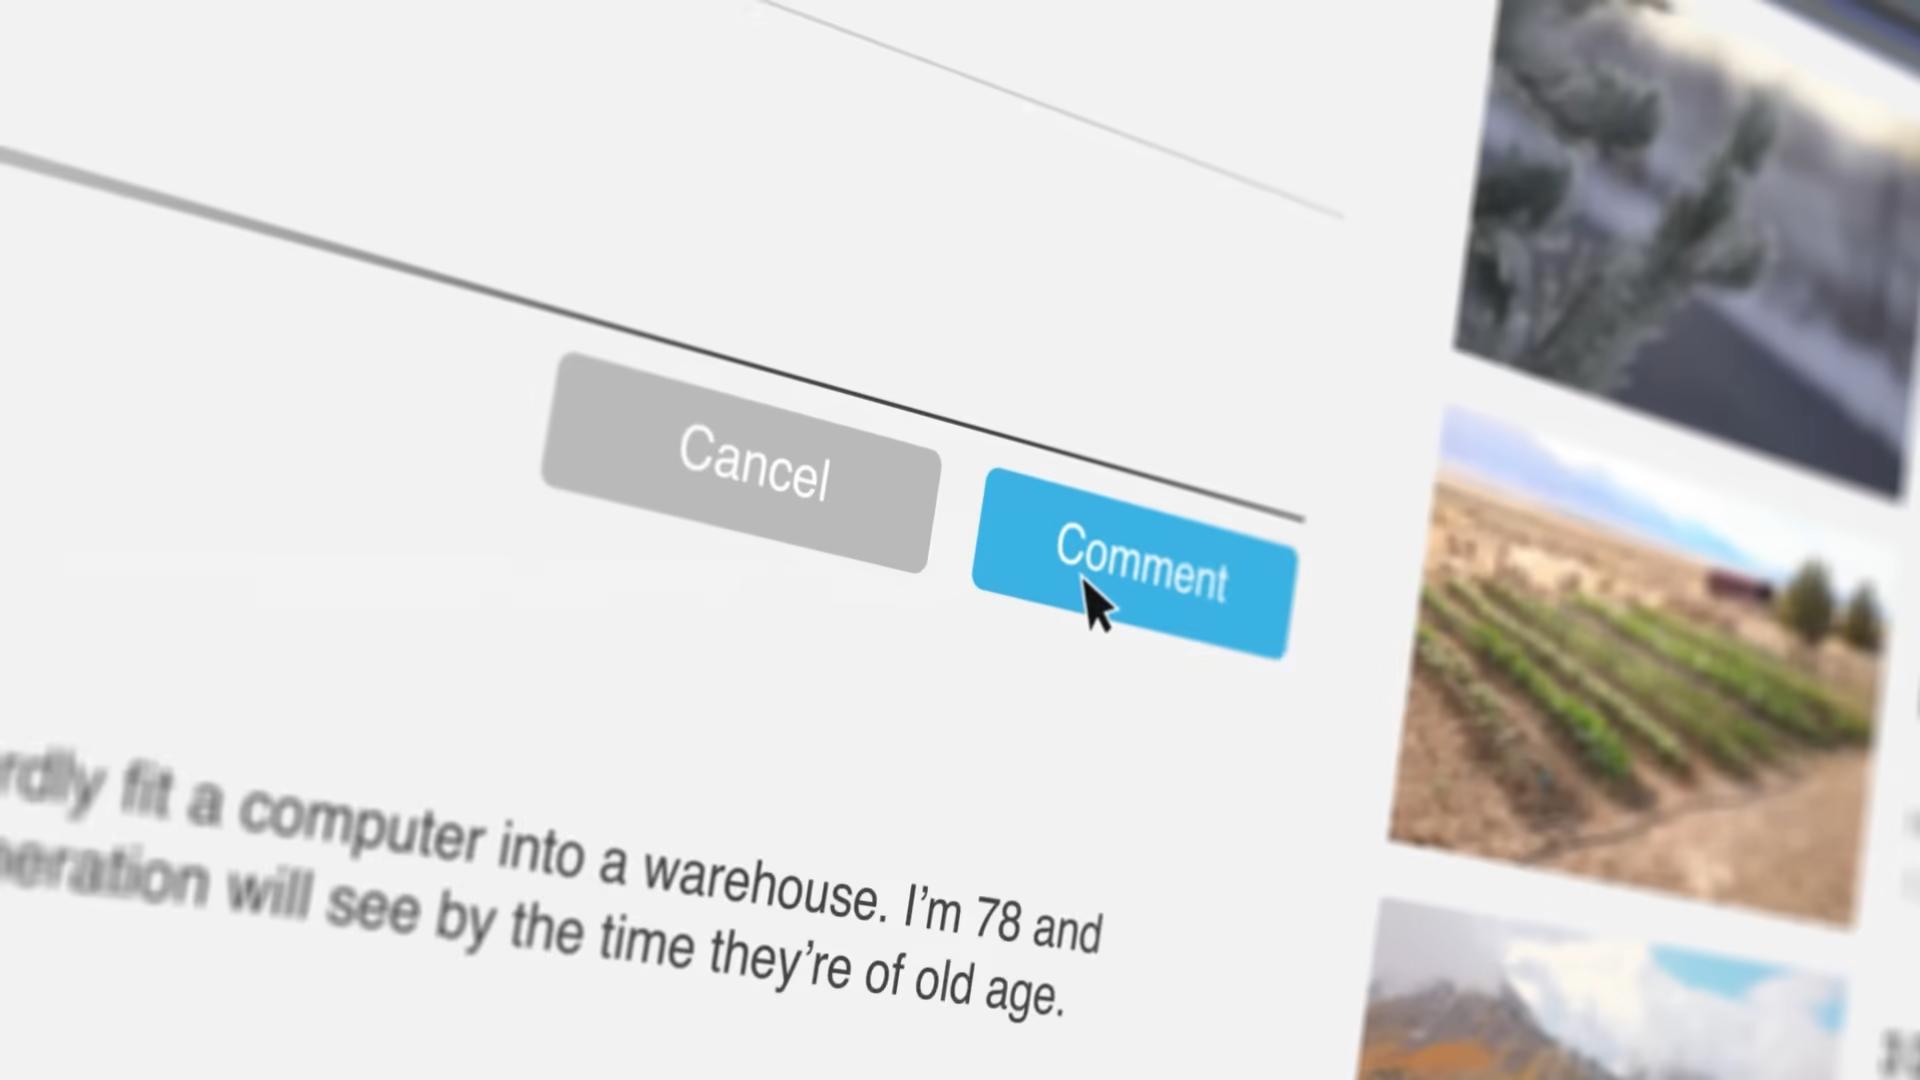 Cancel
Comment
rdly fit a computer into a warehouse. I’m 78 and
neration will see by the time they’re of old age.